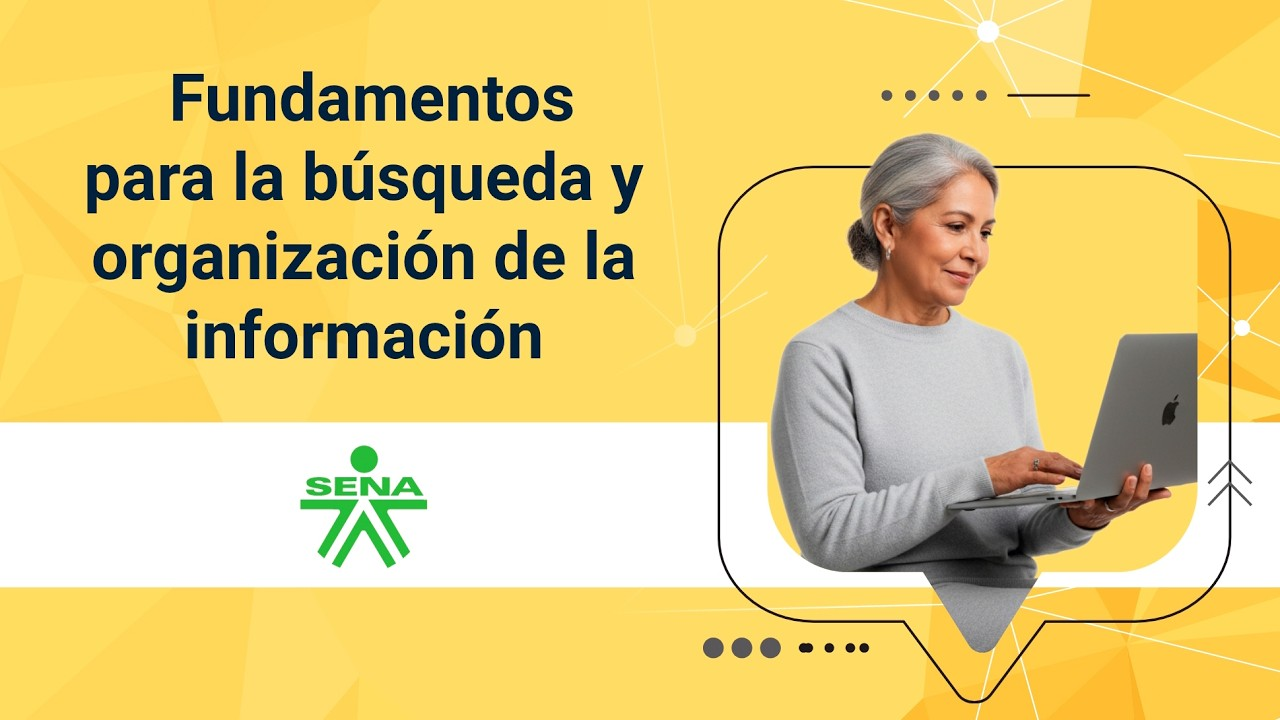 Fundamentos
para la búsqueda y
organización de la
información
SENA